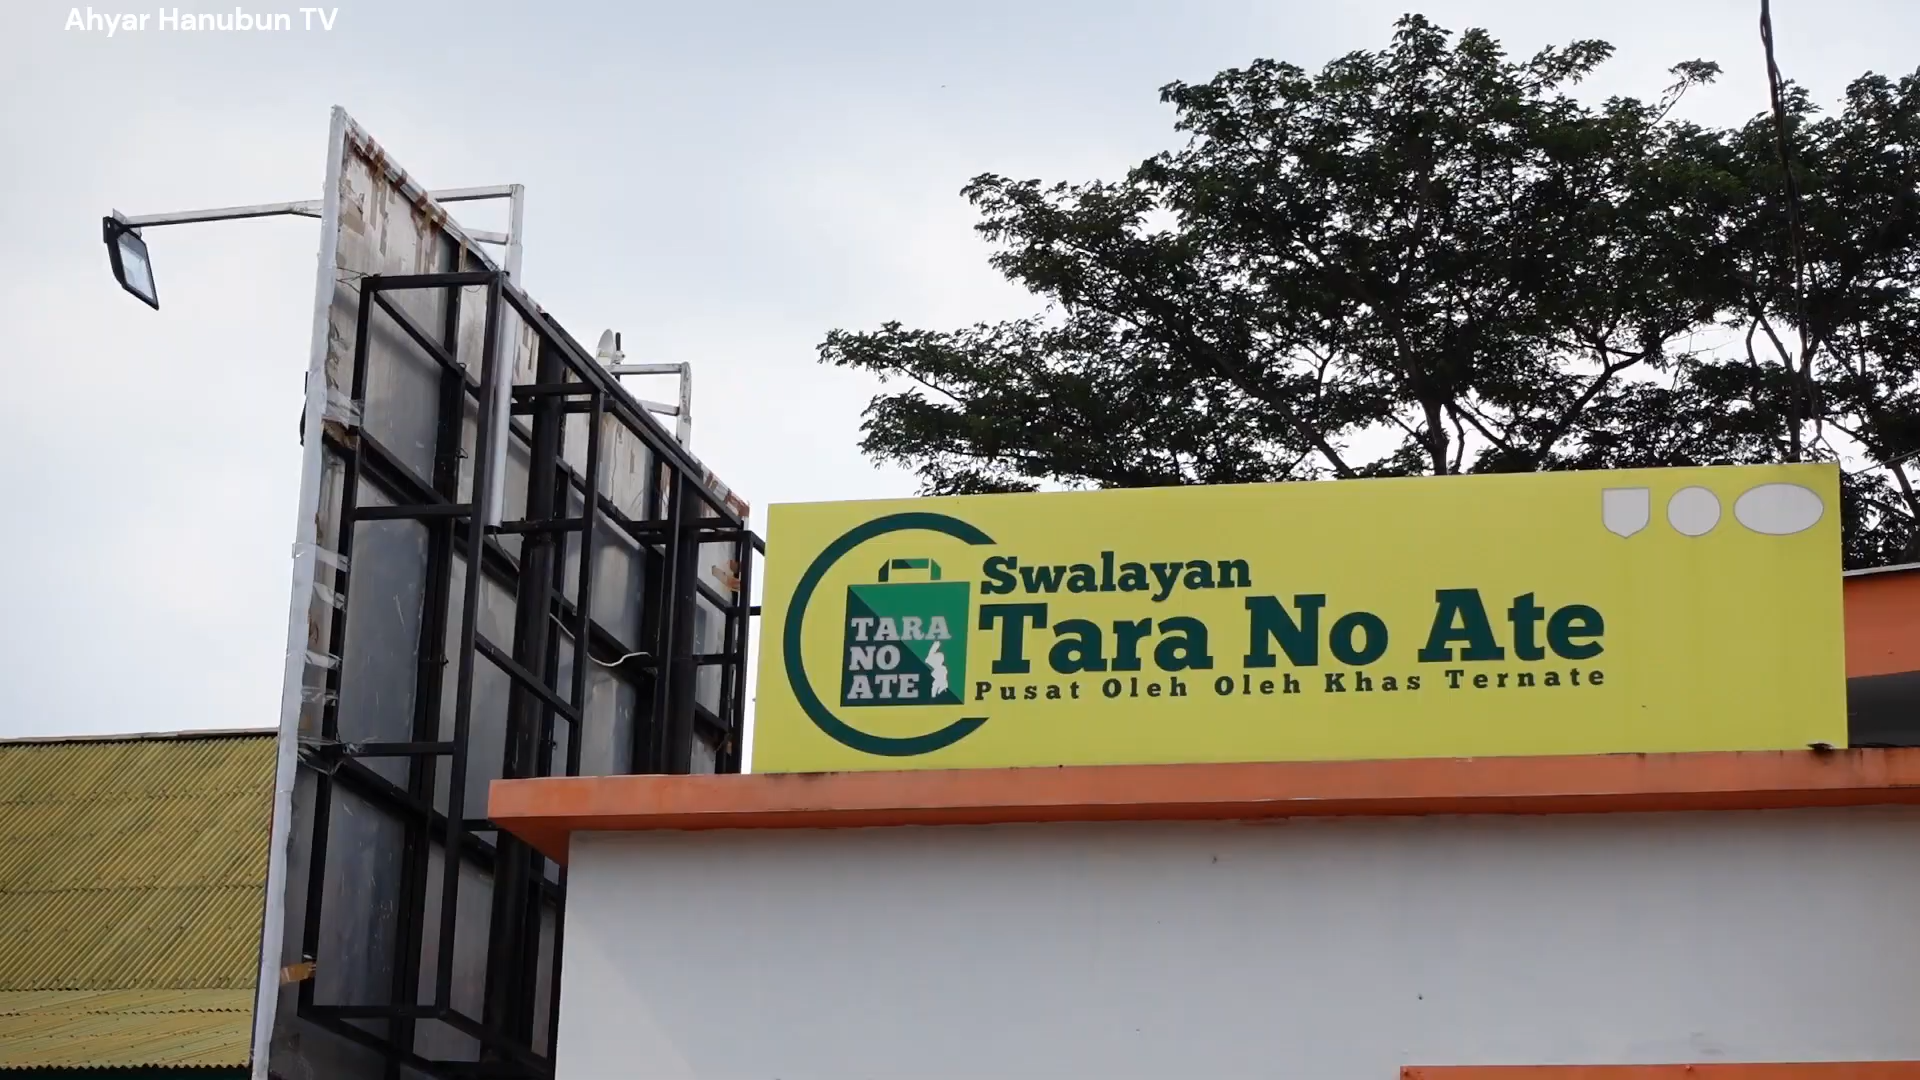 Ahyar Hanubun TV
Swalayan
Tara No Ate
Pusat Oleh Oleh Khas Ternate
TARA
NO
ATE